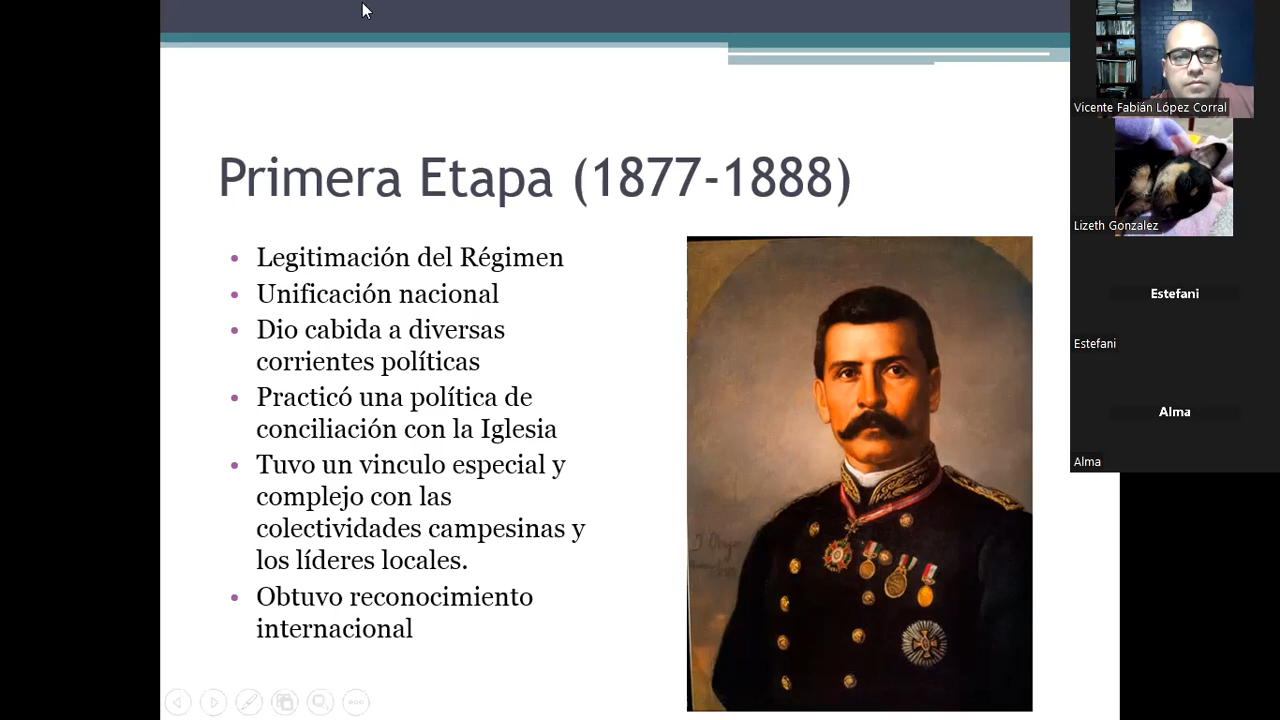 Primera Etapa (1877-1888)
• Legitimación del Régimen
• Unificación nacional
• Dio cabida a diversas
corrientes políticas
• Practicó una política de
conciliación con la Iglesia
• Tuvo un vinculo especial y
complejo con las
colectividades campesinas y
los líderes locales.
• Obtuvo reconocimiento
internacional
Vicente Fabián López Corral
Lizeth Gonzalez
Estefani
Estefani
Alma
Alma